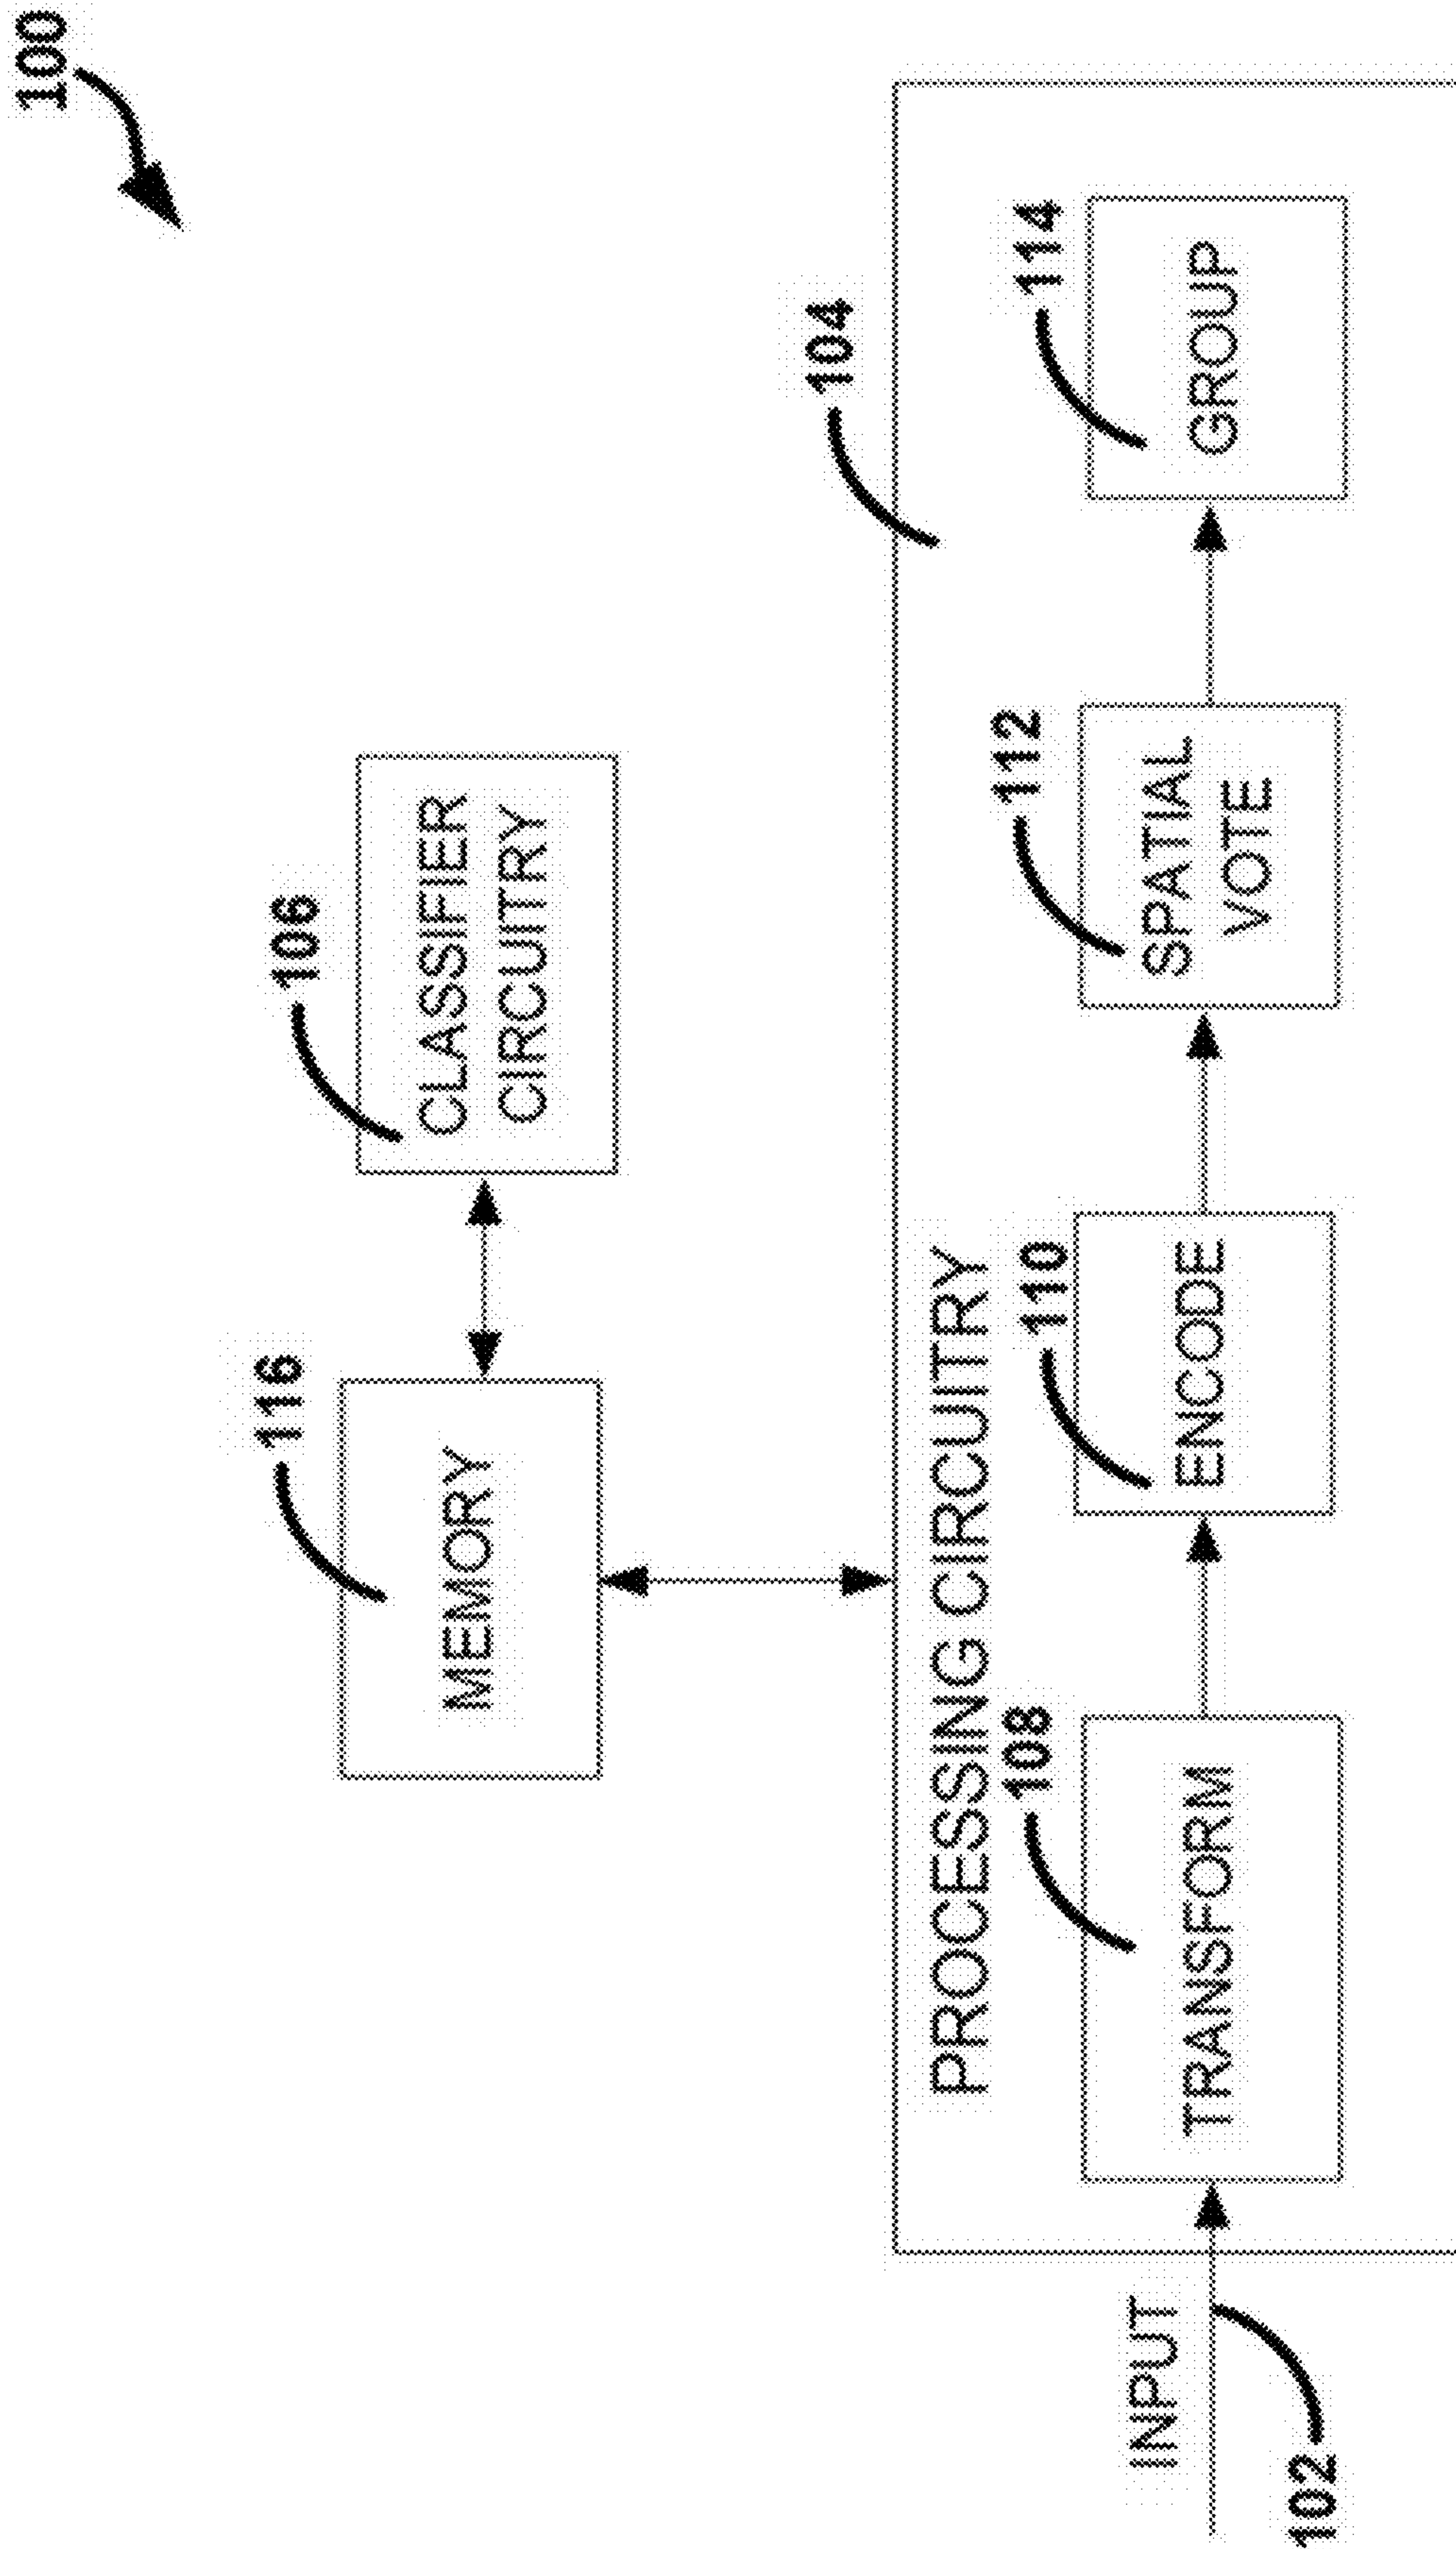 100
116
106
MEMORY
CLASSIFIER
CIRCUITRY
104
PROCESSING CIRCUITRY
108
110
112
114
INPUT
TRANSFORM
ENCODE
SPATIAL
VOTE
GROUP
102